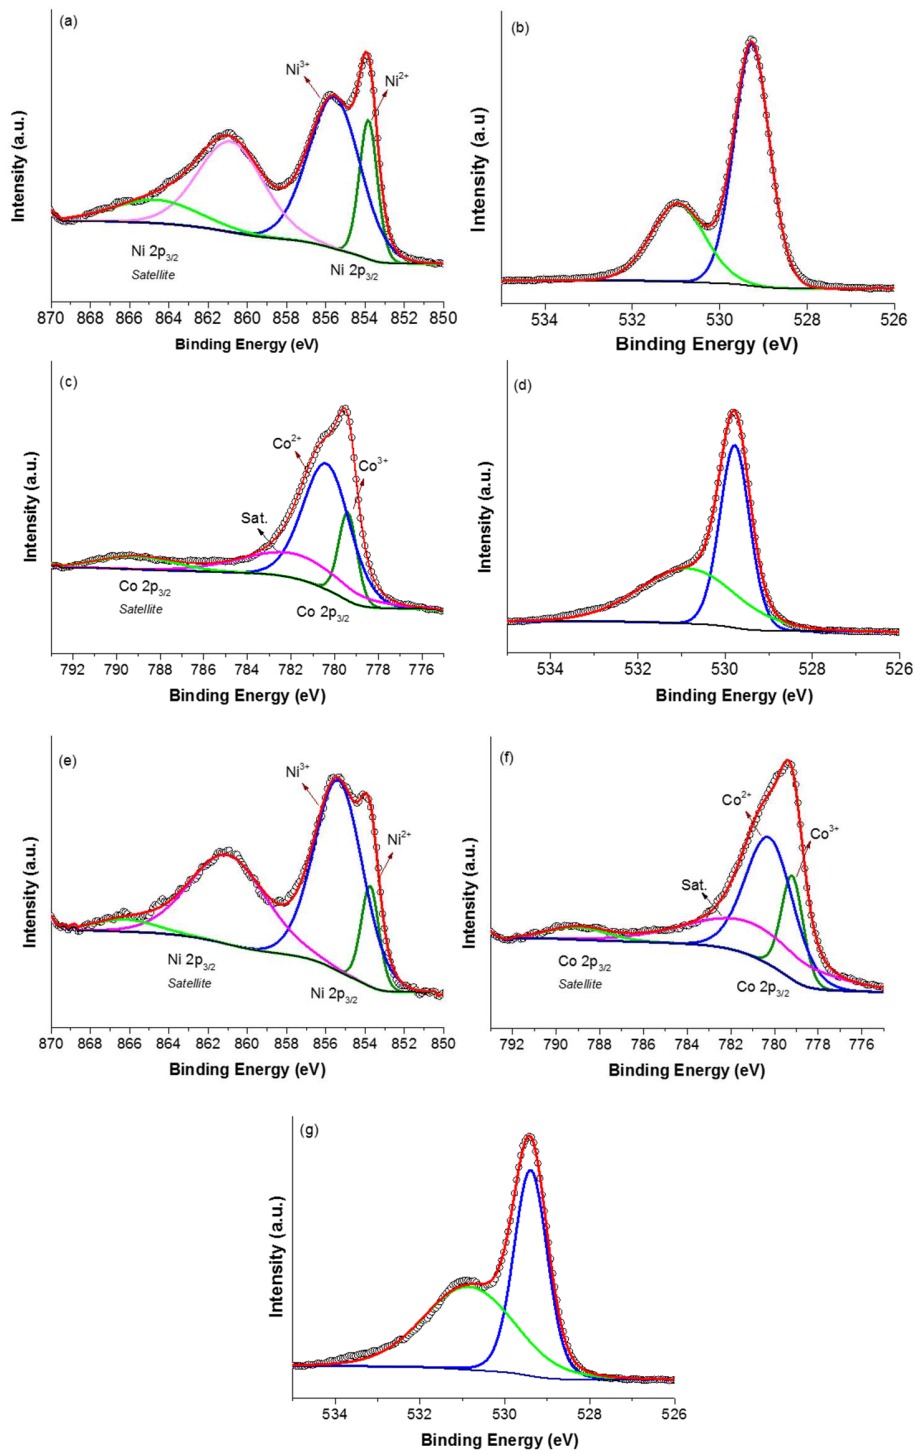 (a)
Ni³⁺
Ni²⁺
Ni 2p₃/₂
Satellite
Ni 2p₃/₂
Intensity (a.u.)
870 868 866 864 862 860 858 856 854 852 850
Binding Energy (eV)
(b)
Intensity (a.u)
534 532 530 528 526
Binding Energy (eV)
(c)
Co²⁺
Co³⁺
Sat.
Co 2p₃/₂
Satellite
Co 2p₃/₂
Intensity (a.u.)
792 790 788 786 784 782 780 778 776
Binding Energy (eV)
(d)
Intensity (a.u.)
534 532 530 528 526
Binding Energy (eV)
(e)
Ni³⁺
Ni²⁺
Ni 2p₃/₂
Satellite
Ni 2p₃/₂
Intensity (a.u.)
870 868 866 864 862 860 858 856 854 852 850
Binding Energy (eV)
(f)
Co²⁺
Co³⁺
Sat.
Co 2p₃/₂
Satellite
Co 2p₃/₂
Intensity (a.u.)
792 790 788 786 784 782 780 778 776
Binding Energy (eV)
(g)
Intensity (a.u.)
534 532 530 528 526
Binding Energy (eV)